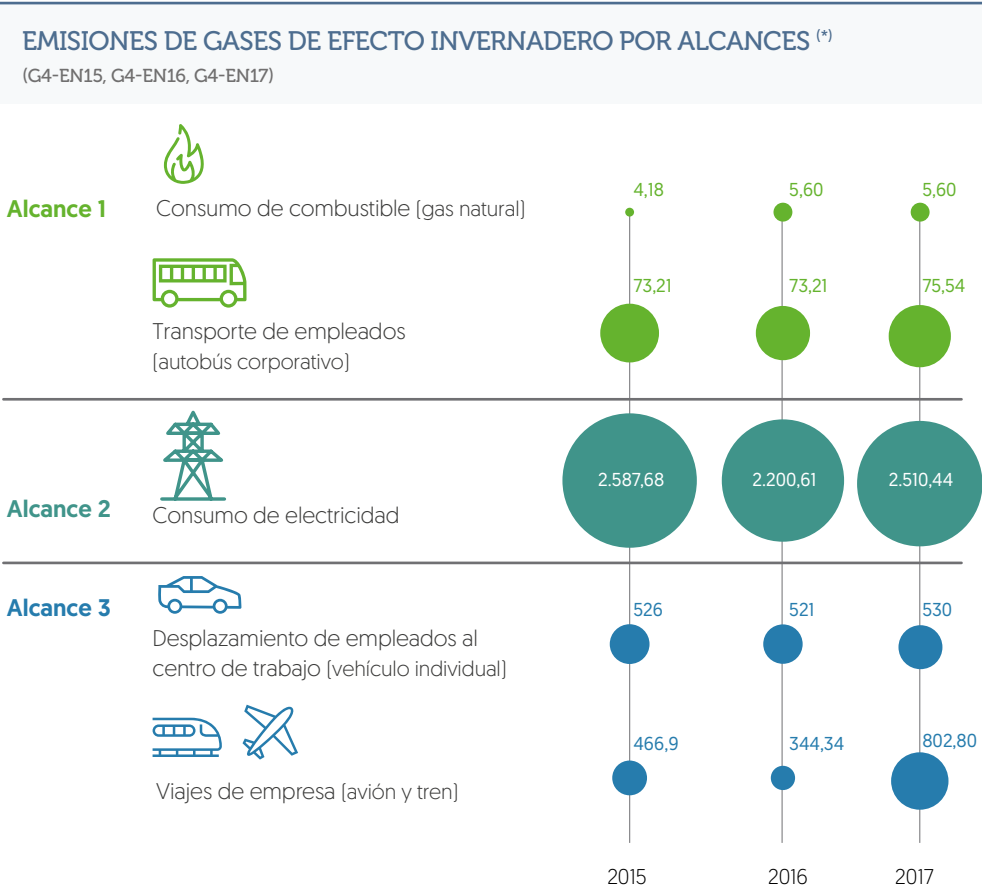 EMISIONES DE GASES DE EFECTO INVERNADERO POR ALCANCES (*)
(G4-EN15, G4-EN16, G4-EN17)
Alcance 1
Consumo de combustible (gas natural)
4,18
5,60
5,60
Transporte de empleados
(autobús corporativo)
73,21
73,21
75,54
Alcance 2
Consumo de electricidad
2.587,68
2.200,61
2.510,44
Alcance 3
Desplazamiento de empleados al
centro de trabajo (vehículo individual)
526
521
530
Viajes de empresa (avión y tren)
466,9
344,34
802,80
2015
2016
2017